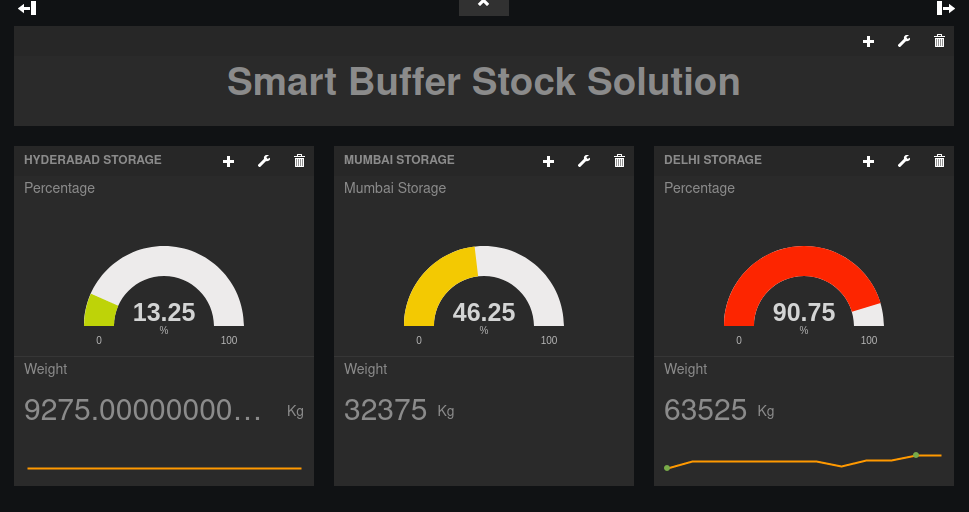 Smart Buffer Stock Solution
HYDERABAD STORAGE
Percentage
13.25
%
0 100
Weight
9275.00000000… Kg
MUMBAI STORAGE
Mumbai Storage
46.25
%
0 100
Weight
32375 Kg
DELHI STORAGE
Percentage
90.75
%
0 100
Weight
63525 Kg